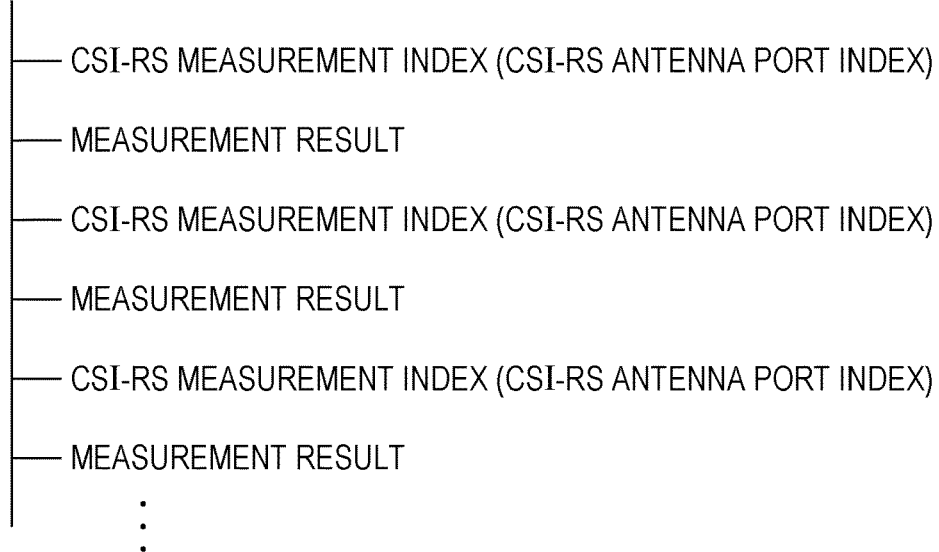 CSI-RS MEASUREMENT INDEX (CSI-RS ANTENNA PORT INDEX)
MEASUREMENT RESULT
CSI-RS MEASUREMENT INDEX (CSI-RS ANTENNA PORT INDEX)
MEASUREMENT RESULT
CSI-RS MEASUREMENT INDEX (CSI-RS ANTENNA PORT INDEX)
MEASUREMENT RESULT